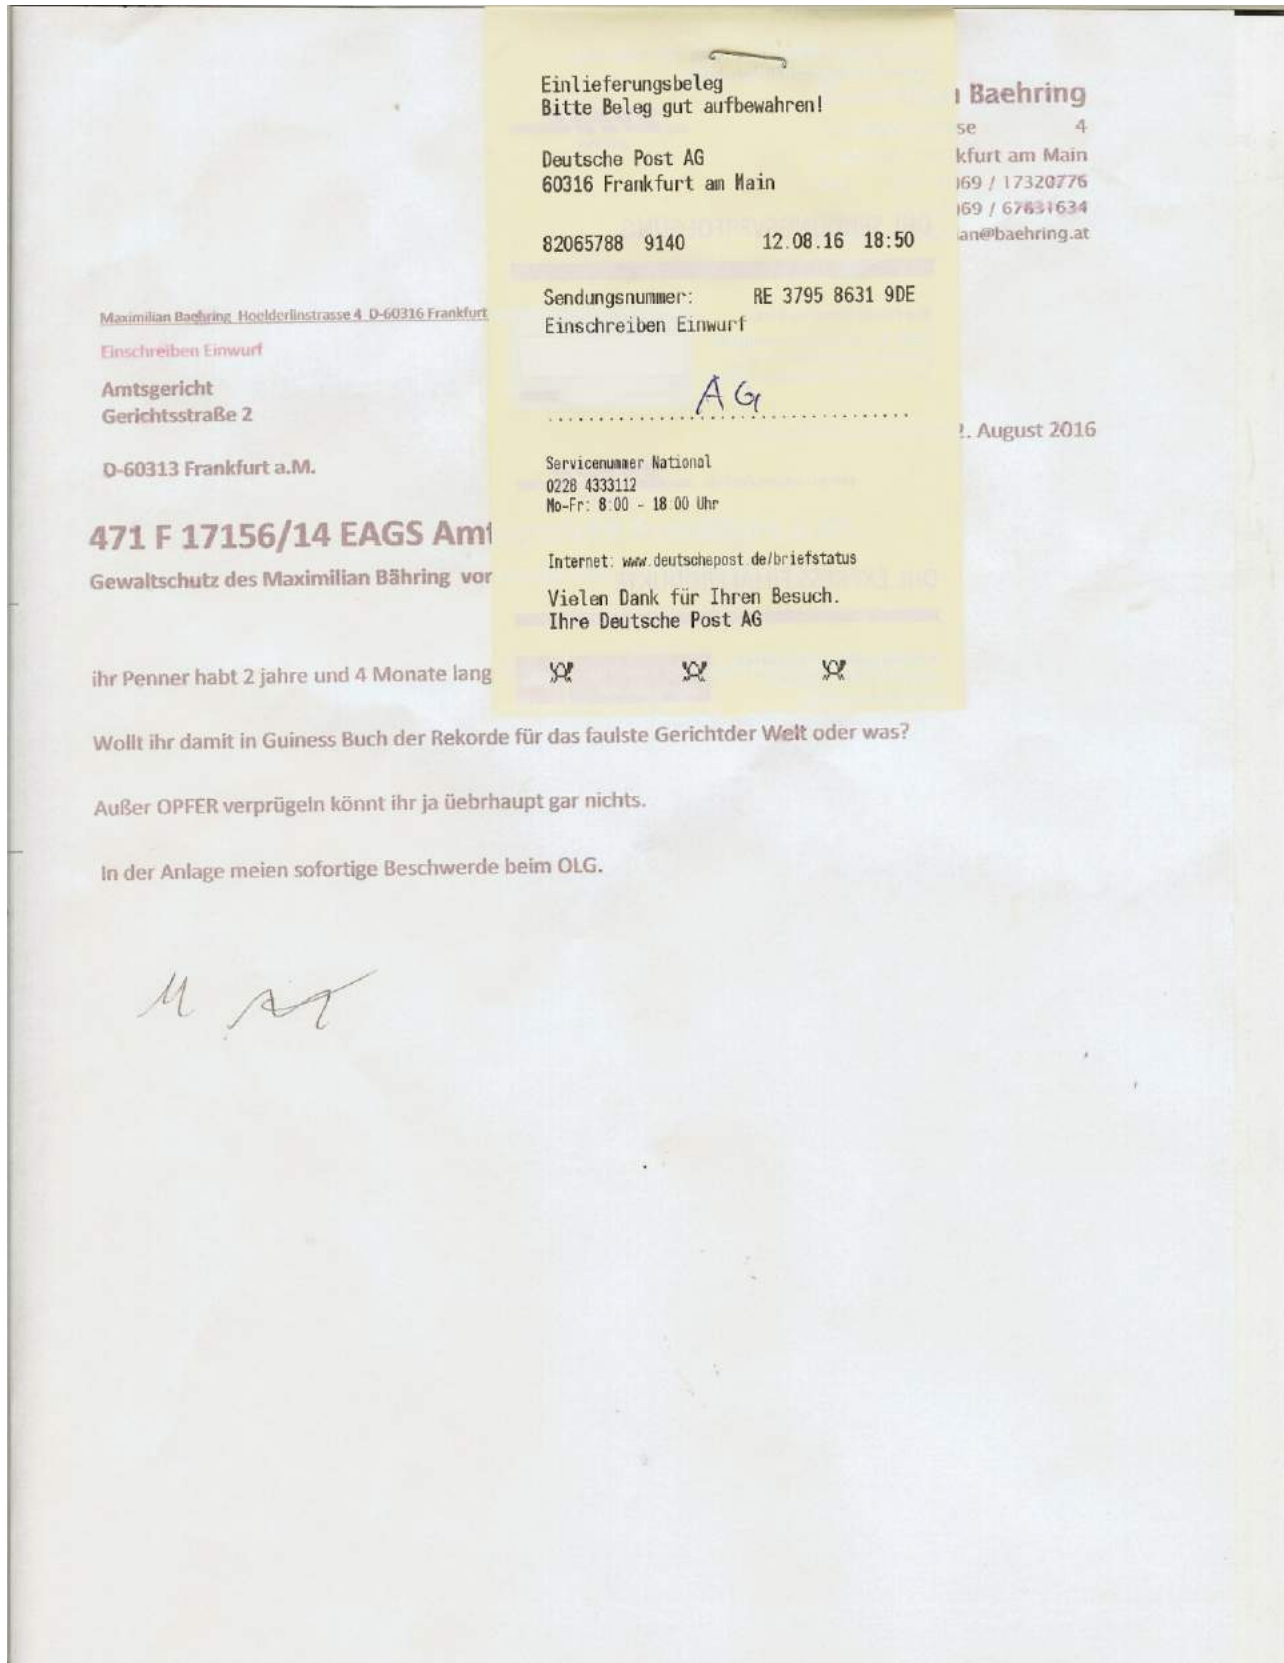 Einlieferungsbeleg
Bitte Beleg gut aufbewahren!
Deutsche Post AG
60316 Frankfurt am Main
82065788 9140 12.08.16 18:50
Sendungsnummer: RE 3795 8631 9DE
Einschreiben Einwurf
AG
Servicenummer National
0228 4333112
Mo-Fr: 8:00 - 18:00 Uhr
Internet: www.deutschepost.de/briefstatus
Vielen Dank für Ihren Besuch.
Ihre Deutsche Post AG
Baehring
se 4
kfurt am Main
069 / 17320776
069 / 67831634
an@baehring.at
Maximilian Baehring Hoelderlinstrasse 4 D-60316 Frankfurt
Einschreiben Einwurf
Amtsgericht
Gerichtsstraße 2
D-60313 Frankfurt a.M.
2. August 2016
471 F 17156/14 EAGS Amt
Gewaltschutz des Maximilian Bähring vor
ihr Penner habt 2 jahre und 4 Monate lang
Wollt ihr damit in Guiness Buch der Rekorde für das faulste Gerichtder Welt oder was?
Außer OPFER verprügeln könnt ihr ja üebrhaupt gar nichts.
In der Anlage meien sofortige Beschwerde beim OLG.